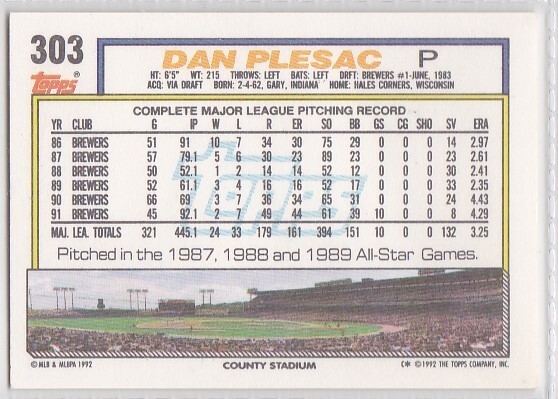 303
Topps®
DAN PLESAC P
HT: 6'5" WT: 215 THROWS: LEFT BATS: LEFT DRFT: BREWERS #1-JUNE, 1983
ACQ: VIA DRAFT BORN: 2-4-62, GARY, INDIANA HOME: HALES CORNERS, WISCONSIN
COMPLETE MAJOR LEAGUE PITCHING RECORD
YR CLUB G IP W L R ER SO BB GS CG SHO SV ERA
86 BREWERS 51 91 10 7 34 30 75 29 0 0 0 14 2.97
87 BREWERS 57 79.1 5 6 30 23 89 23 0 0 0 23 2.61
88 BREWERS 50 52.1 1 2 14 14 52 12 0 0 0 30 2.41
89 BREWERS 52 61.1 3 4 16 16 52 17 0 0 0 33 2.35
90 BREWERS 66 69 3 7 36 34 65 31 0 0 0 24 4.43
91 BREWERS 45 92.1 2 7 49 44 61 39 10 0 0 8 4.29
MAJ. LEA. TOTALS 321 445.1 24 33 179 161 394 151 10 0 0 132 3.25
Topps
Pitched in the 1987, 1988 and 1989 All-Star Games.
© MLB & MLBPA 1992 COUNTY STADIUM C* © 1992 THE TOPPS COMPANY, INC.